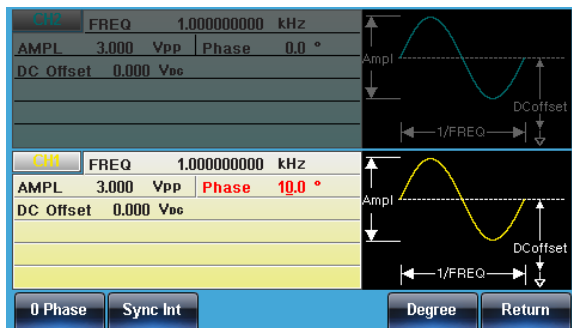 CH2 FREQ 1.000000000 kHz
AMPL 3.000 Vpp Phase 0.0 °
DC Offset 0.000 VDC
Ampl
DCoffset
1/FREQ
CH1 FREQ 1.000000000 kHz
AMPL 3.000 Vpp Phase 10.0 °
DC Offset 0.000 VDC
Ampl
DCoffset
1/FREQ
0 Phase Sync Int Degree Return